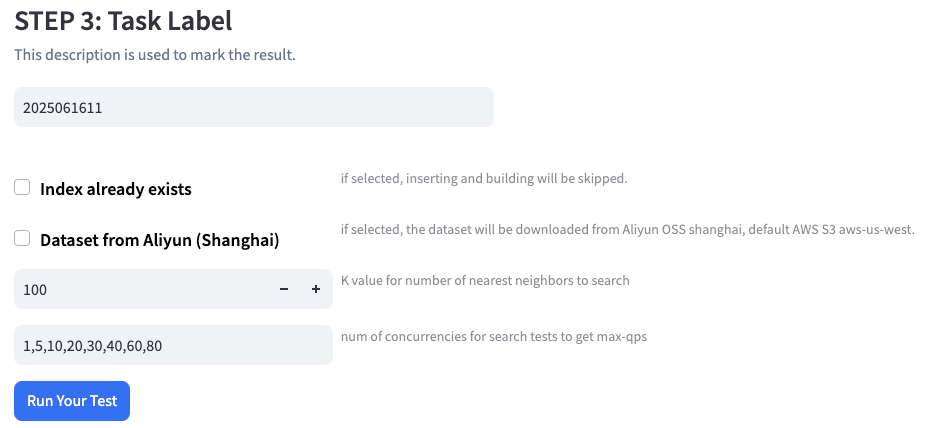 STEP 3: Task Label
This description is used to mark the result.
2025061611
Index already exists
if selected, inserting and building will be skipped.
Dataset from Aliyun (Shanghai)
if selected, the dataset will be downloaded from Aliyun OSS shanghai, default AWS S3 aws-us-west.
100 − +
K value for number of nearest neighbors to search
1,5,10,20,30,40,60,80
num of concurrencies for search tests to get max-qps
Run Your Test